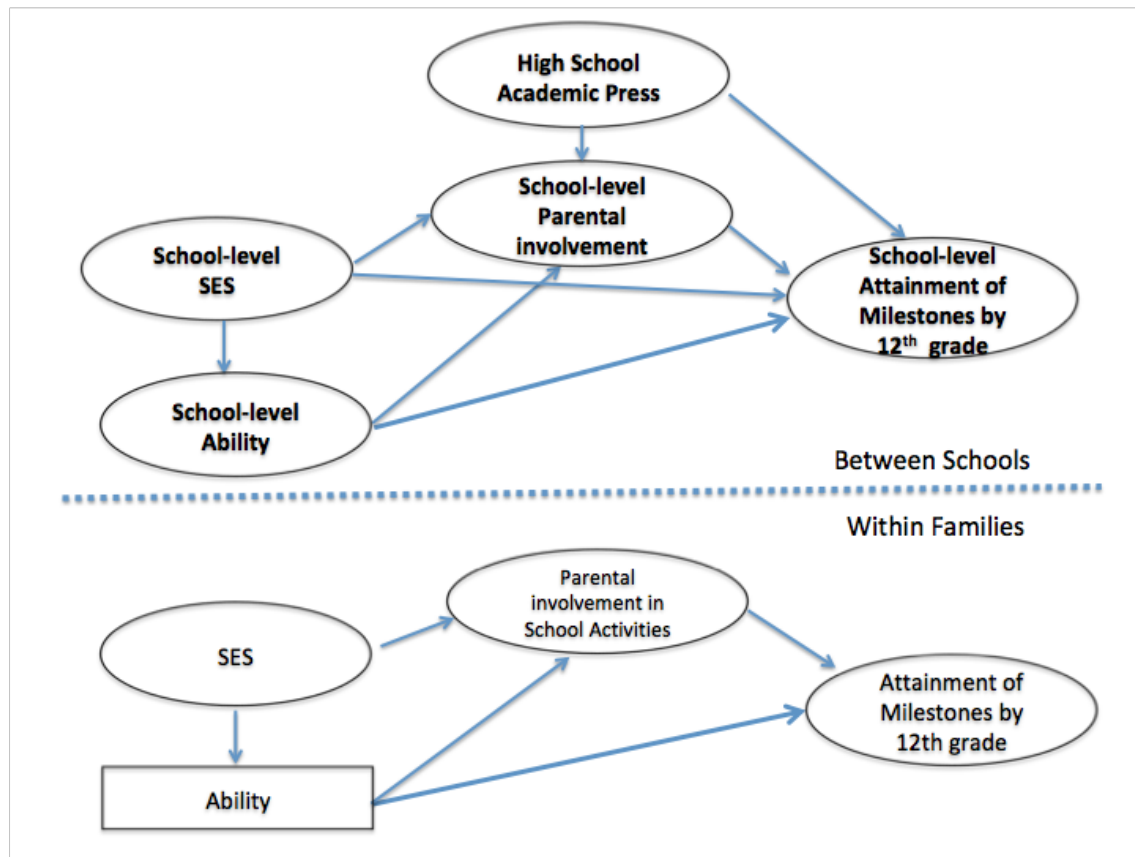 High School
Academic Press
School-level
Parental
involvement
School-level
SES
School-level
Attainment of
Milestones by
12th grade
School-level
Ability
Between Schools
Within Families
Parental
involvement in
School Activities
SES
Attainment of
Milestones by
12th grade
Ability